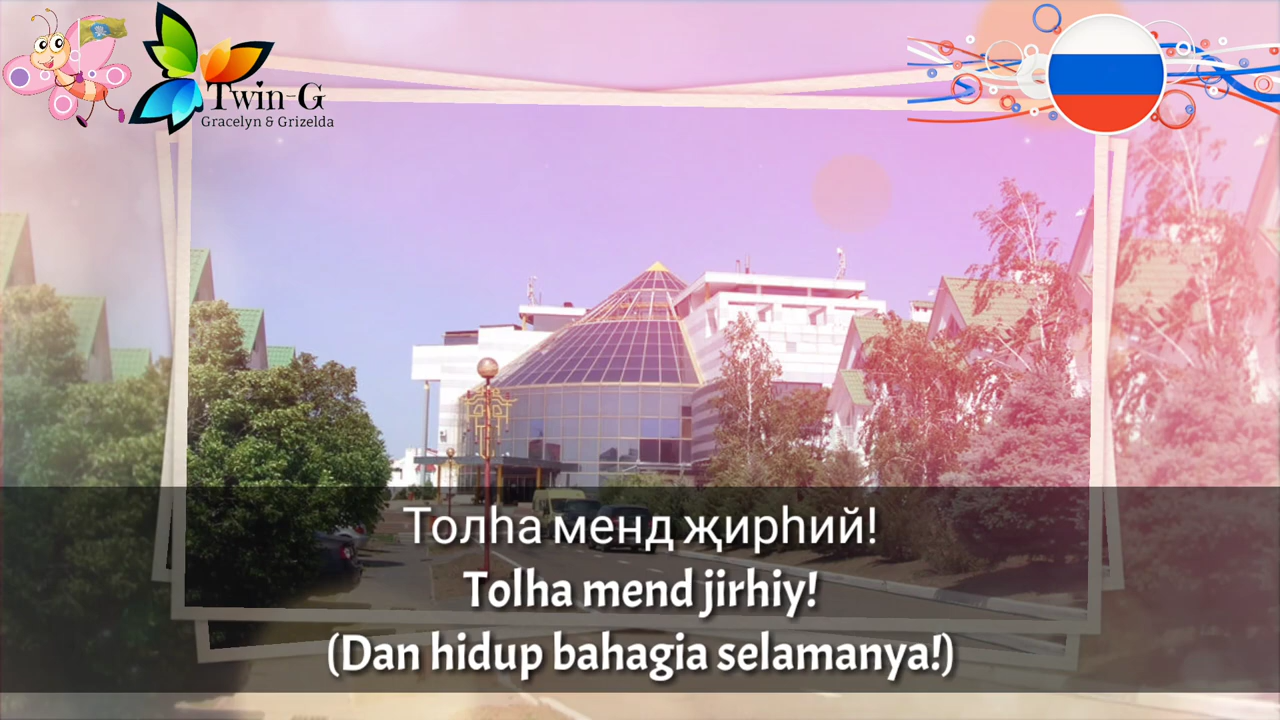 Twin-G
Gracelyn & Grizelda
Толһа менд җирһий!
Tolha mend jirhiy!
(Dan hidup bahagia selamanya!)